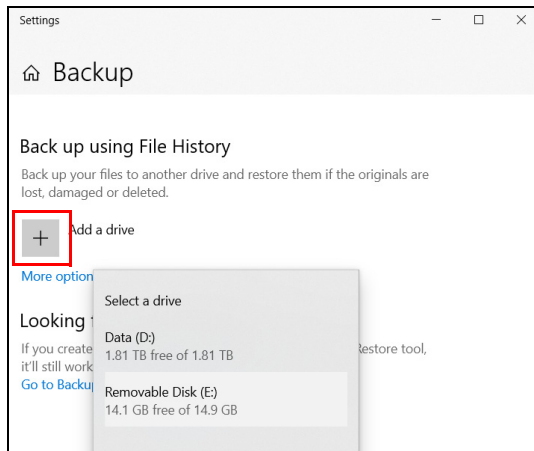 Settings
Backup
Back up using File History
Back up your files to another drive and restore them if the originals are
lost, damaged or deleted.
Add a drive
More option
Select a drive
Looking
Data (D:)
1.81 TB free of 1.81 TB
If you create
Restore tool,
it'll still work
Go to Backu
Removable Disk (E:)
14.1 GB free of 14.9 GB